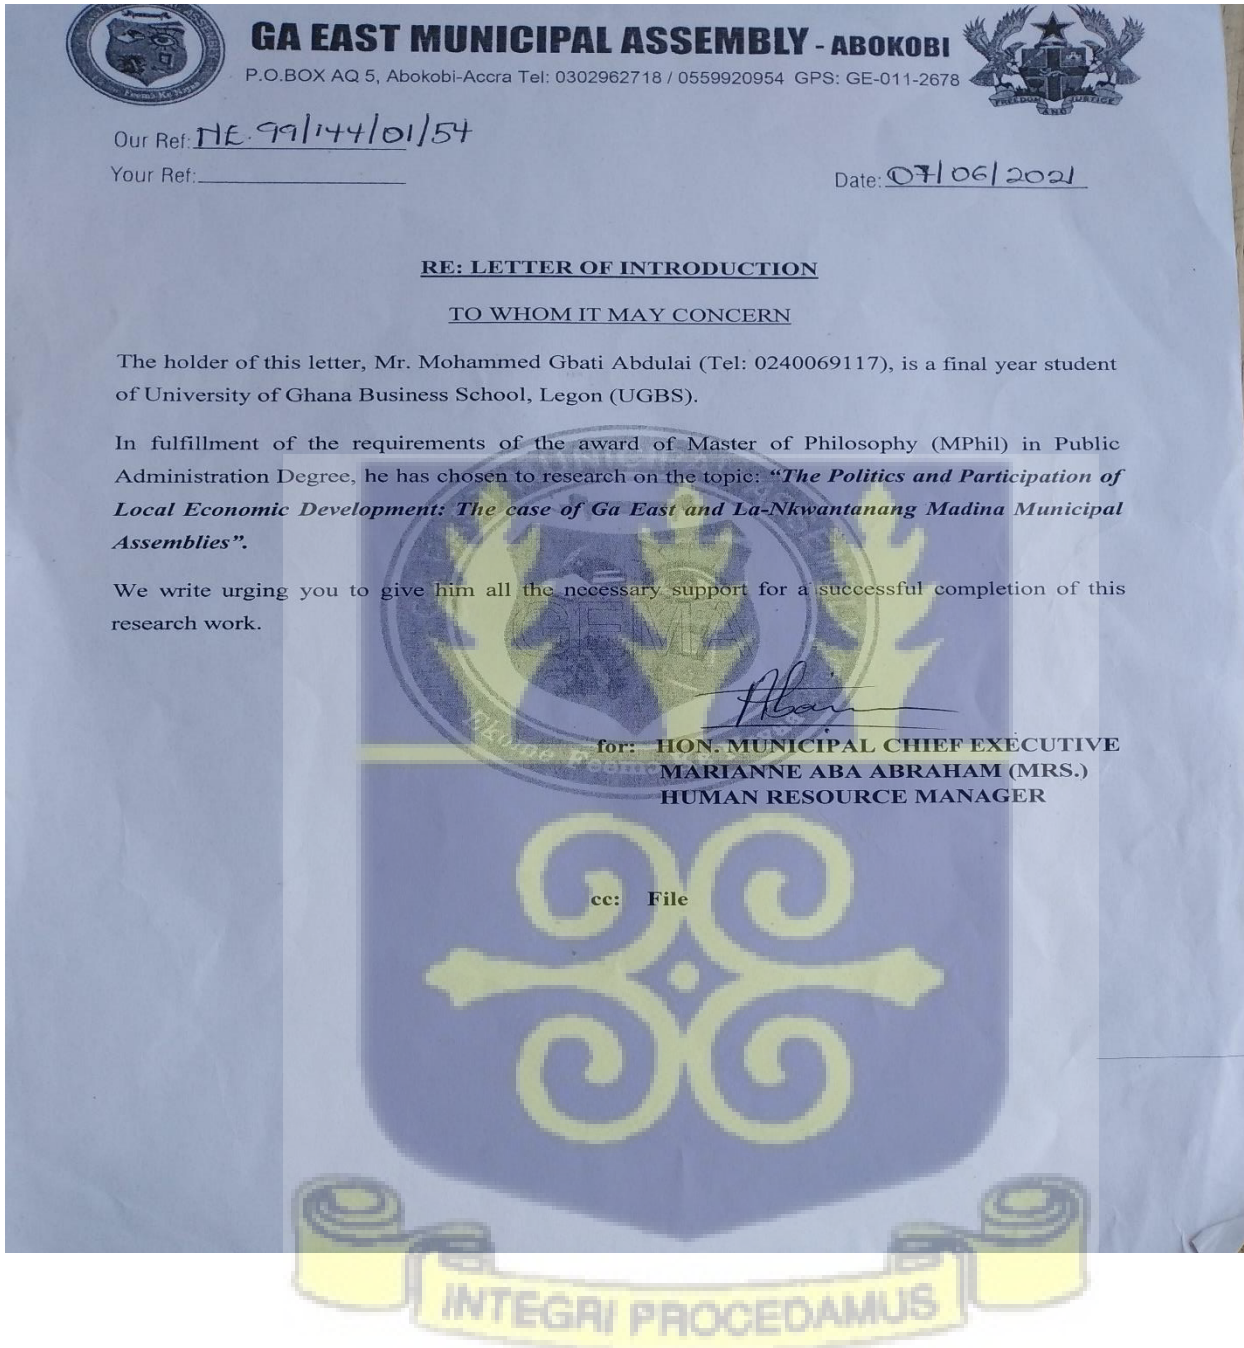 GA EAST MUNICIPAL ASSEMBLY - ABOKOBI
P.O.BOX AQ 5, Abokobi-Accra Tel: 0302962718 / 0559920954 GPS: GE-011-2678
FREEDOM AND JUSTICE
Our Ref: NE.99/144/01/54
Your Ref:
Date: 07/06/2021
RE: LETTER OF INTRODUCTION
TO WHOM IT MAY CONCERN
The holder of this letter, Mr. Mohammed Gbati Abdulai (Tel: 0240069117), is a final year student
of University of Ghana Business School, Legon (UGBS).
In fulfillment of the requirements of the award of Master of Philosophy (MPhil) in Public
Administration Degree, he has chosen to research on the topic: “The Politics and Participation of
Local Economic Development: The case of Ga East and La-Nkwantanang Madina Municipal
Assemblies”.
We write urging you to give him all the necessary support for a successful completion of this
research work.
GEMA
for: HON. MUNICIPAL CHIEF EXECUTIVE
MARIANNE ABA ABRAHAM (MRS.)
HUMAN RESOURCE MANAGER
cc: File
INTEGRI PROCEDAMUS